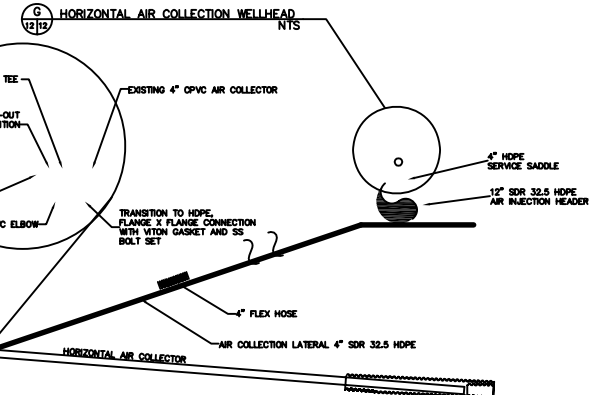 G
12 12
HORIZONTAL AIR COLLECTION WELLHEAD
NTS
TEE
EXISTING 4" CPVC AIR COLLECTOR
-OUT
4" HDPE
SERVICE SADDLE
12" SDR 32.5 HDPE
AIR INJECTION HEADER
TRANSITION TO HDPE,
FLANGE X FLANGE CONNECTION
WITH VITON GASKET AND SS
BOLT SET
C ELBOW
4" FLEX HOSE
AIR COLLECTION LATERAL 4" SDR 32.5 HDPE
HORIZONTAL AIR COLLECTOR